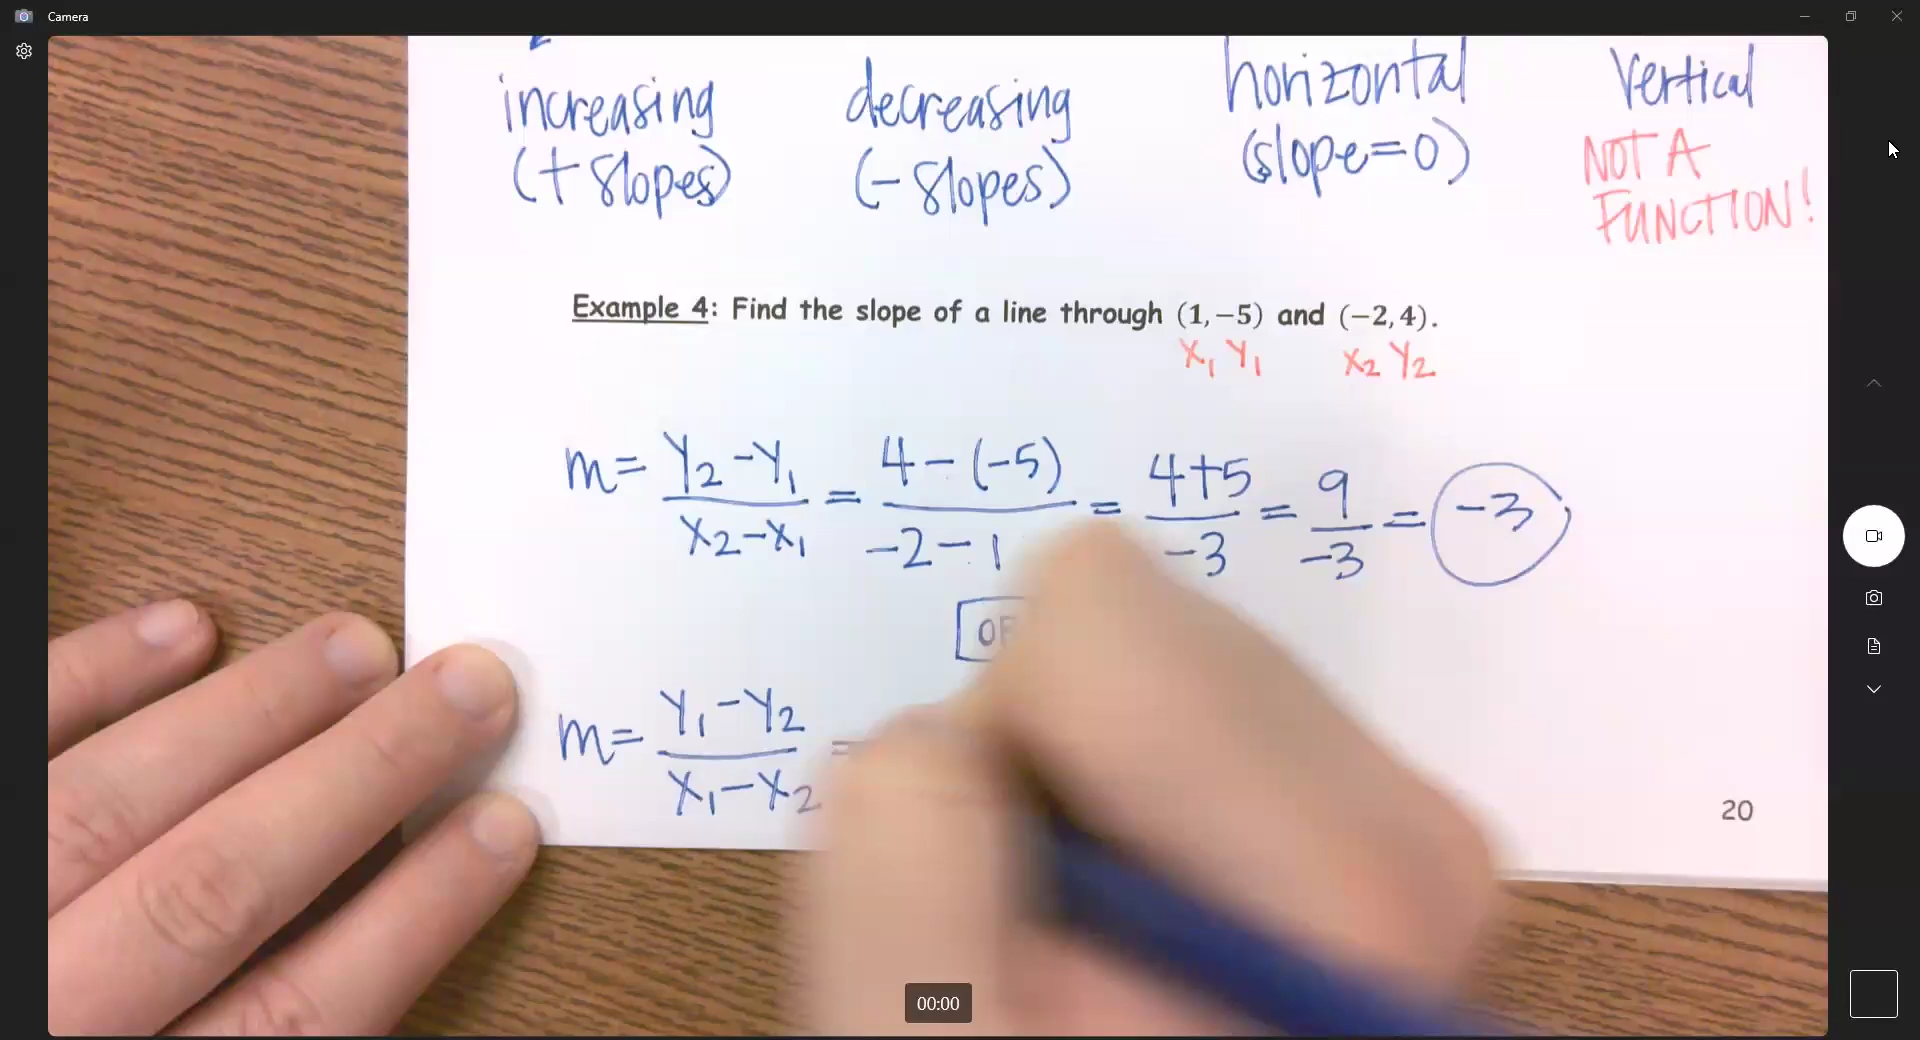 Camera
increasing
(+ slopes)
decreasing
(- slopes)
horizontal
(slope=0)
Vertical
NOT A
FUNCTION!
Example 4: Find the slope of a line through (1,−5) and (−2,4).
X₁ Y₁ X₂ Y₂
m = Y₂ - Y₁ / X₂ - X₁ = 4 - (-5) / -2 - 1 = 4+5 / -3 = 9 / -3 = -3
m = Y₁ - Y₂ / X₁ - X₂ =
20
00:00